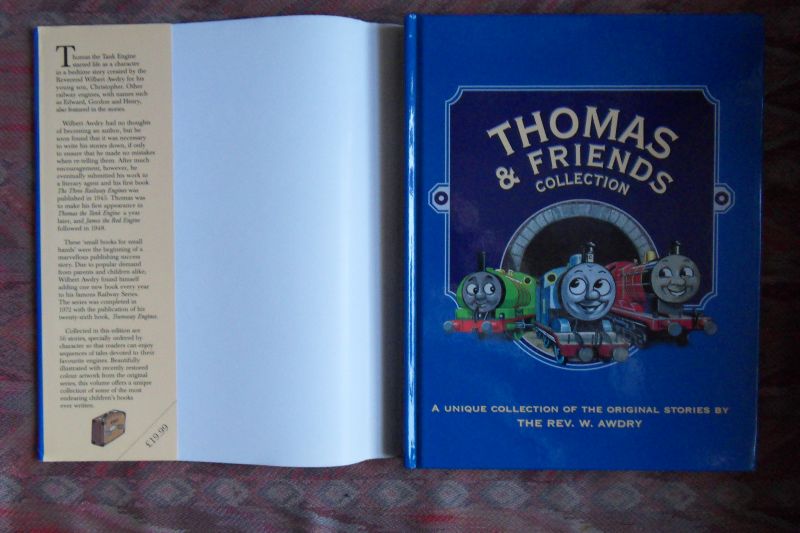 Thomas the Tank Engine
started life as a character
in a bedtime story created by the
Reverend Wilbert Awdry for his
young son, Christopher. Other
railway engines, with names such
as Edward, Gordon and Henry,
also featured in the stories.
Wilbert Awdry had no thoughts
of becoming an author, but he
soon found that it was necessary
to write his stories down, if only
to ensure that he made no mistakes
when re-telling them. After much
encouragement, however, he
eventually submitted his work to
a literary agent and his first book
The Three Railway Engines was
published in 1945. Thomas was
to make his first appearance in
Thomas the Tank Engine a year
later, and James the Red Engine
followed in 1948.
These 'small books for small
hands' were the beginning of a
marvellous publishing success
story. Due to popular demand
from parents and children alike,
Wilbert Awdry found himself
adding one new book every year
to his famous Railway Series.
The series was completed in
1972 with the publication of his
twenty-sixth book, Tramway Engines.
Collected in this edition are
56 stories, specially ordered by
character so that readers can enjoy
sequences of tales devoted to their
favourite engines. Beautifully
illustrated with recently restored
colour artwork from the original
series, this volume offers a unique
collection of some of the most
endearing children's books
ever written.
£19.99
THOMAS
& FRIENDS
COLLECTION
A UNIQUE COLLECTION OF THE ORIGINAL STORIES BY
THE REV. W. AWDRY